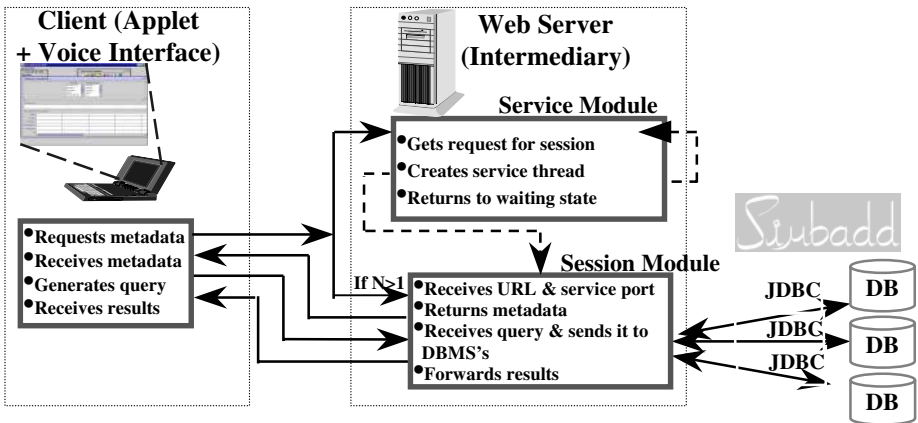 Client (Applet
+ Voice Interface)
Web Server
(Intermediary)
Service Module
•Gets request for session
•Creates service thread
•Returns to waiting state
•Requests metadata
•Receives metadata
•Generates query
•Receives results
If N>1
Session Module
•Receives URL & service port
•Returns metadata
•Receives query & sends it to
DBMS's
•Forwards results
Simbadd
JDBC
JDBC
JDBC
DB
DB
DB